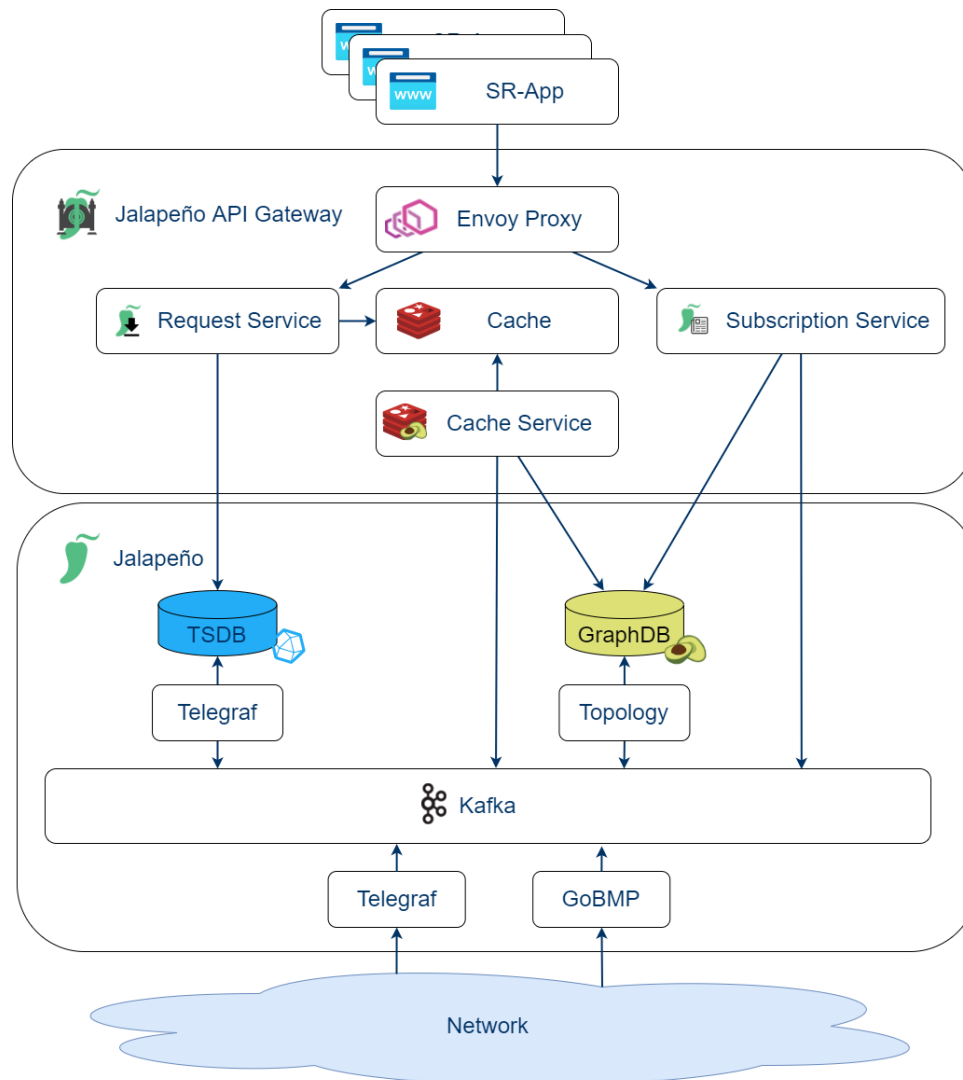 www
SR-App
Jalapeño API Gateway
Envoy Proxy
Request Service
Cache
Subscription Service
Cache Service
Jalapeño
TSDB
GraphDB
Telegraf
Topology
Kafka
Telegraf
GoBMP
Network